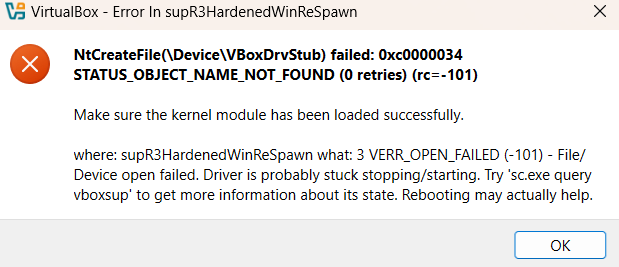 VirtualBox - Error In supR3HardenedWinReSpawn
NtCreateFile(\Device\VBoxDrvStub) failed: 0xc0000034
STATUS_OBJECT_NAME_NOT_FOUND (0 retries) (rc=-101)
Make sure the kernel module has been loaded successfully.
where: supR3HardenedWinReSpawn what: 3 VERR_OPEN_FAILED (-101) - File/
Device open failed. Driver is probably stuck stopping/starting. Try 'sc.exe query
vboxsup' to get more information about its state. Rebooting may actually help.
OK